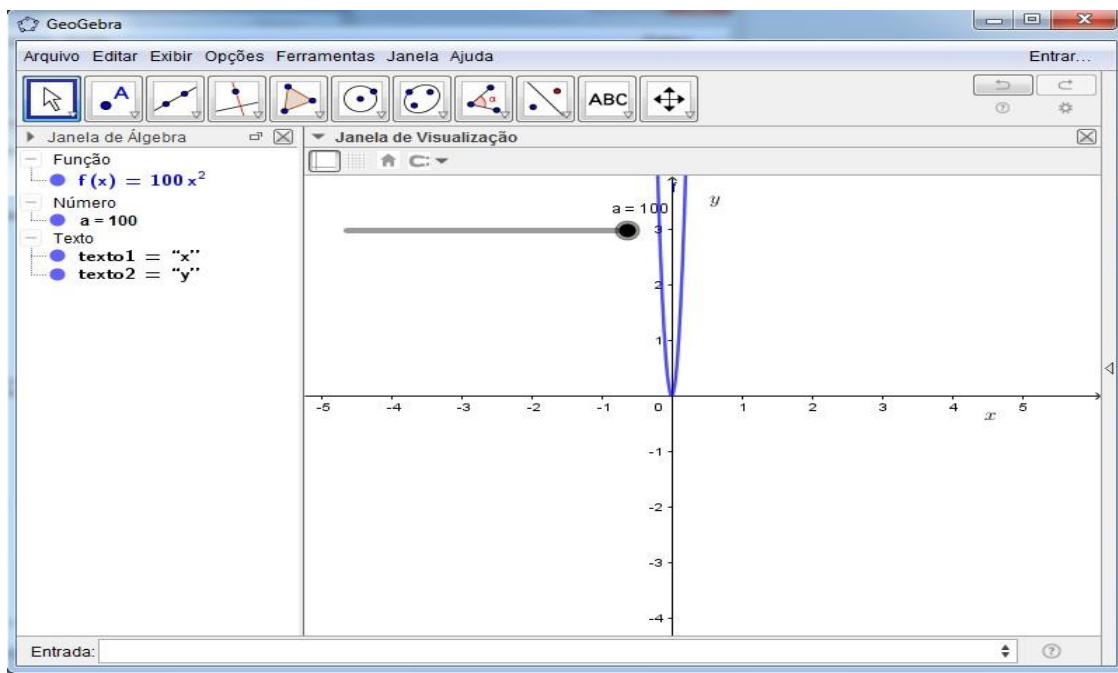 GeoGebra
Arquivo Editar Exibir Opções Ferramentas Janela Ajuda
Entrar...
A
α
ABC
Janela de Álgebra
Janela de Visualização
Função
f(x) = 100 x²
Número
a = 100
Texto
texto1 = “x”
texto2 = “y”
f
y
a = 100
3
2
1
-5 -4 -3 -2 -1 0 1 2 3 4 5
x
-1
-2
-3
-4
Entrada: